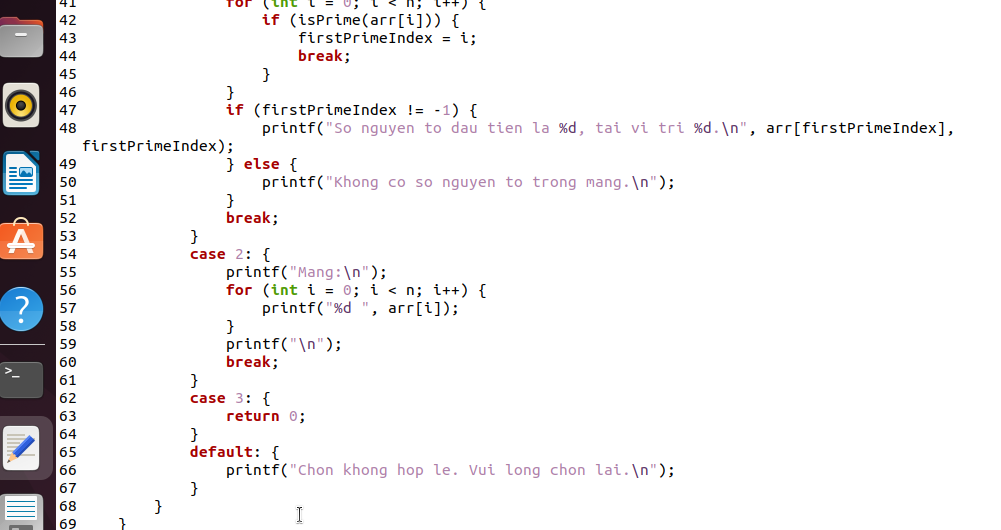 41 for (int i = 0; i < n; i++) {
42 if (isPrime(arr[i])) {
43 firstPrimeIndex = i;
44 break;
45 }
46 }
47 if (firstPrimeIndex != -1) {
48 printf("So nguyen to dau tien la %d, tai vi tri %d.\n", arr[firstPrimeIndex],
firstPrimeIndex);
49 } else {
50 printf("Khong co so nguyen to trong mang.\n");
51 }
52 break;
53 }
54 case 2: {
55 printf("Mang:\n");
56 for (int i = 0; i < n; i++) {
57 printf("%d ", arr[i]);
58 }
59 printf("\n");
60 break;
61 }
62 case 3: {
63 return 0;
64 }
65 default: {
66 printf("Chon khong hop le. Vui long chon lai.\n");
67 }
68 }
69 }